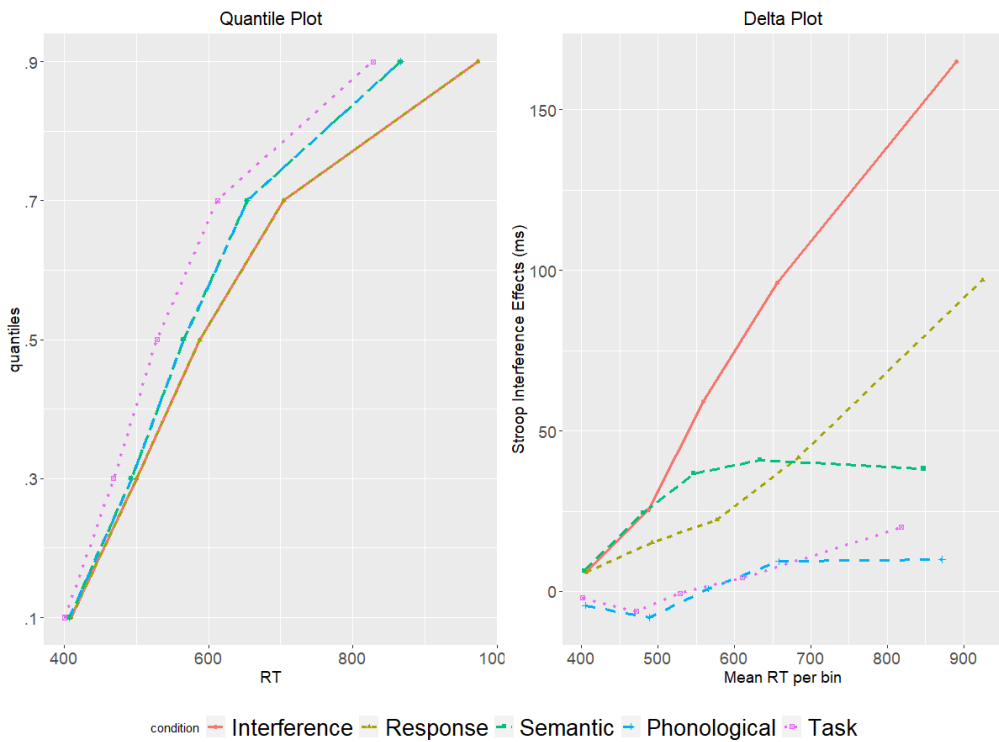 Quantile Plot
quantiles
.9
.7
.5
.3
.1
400 600 800 100
RT
Delta Plot
Stroop Interference Effects (ms)
150
100
50
0
400 500 600 700 800 900
Mean RT per bin
condition Interference Response Semantic Phonological Task